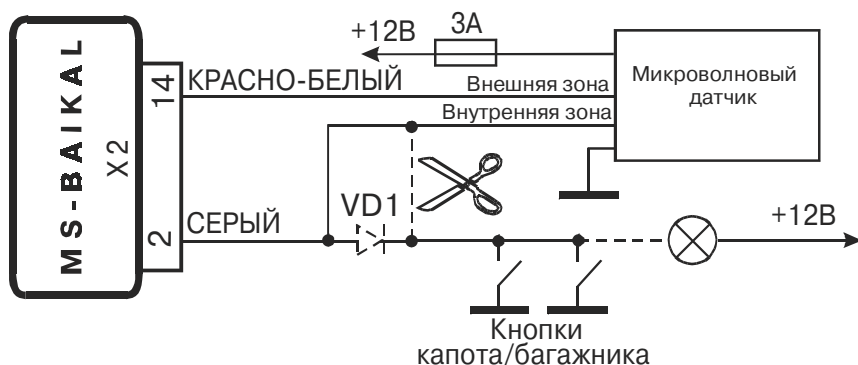 +12В
3А
MS-BAIKAL
X2
14
КРАСНО-БЕЛЫЙ
Внешняя зона
Внутренняя зона
Микроволновый
датчик
2
СЕРЫЙ
VD1
+12В
Кнопки
капота/багажника